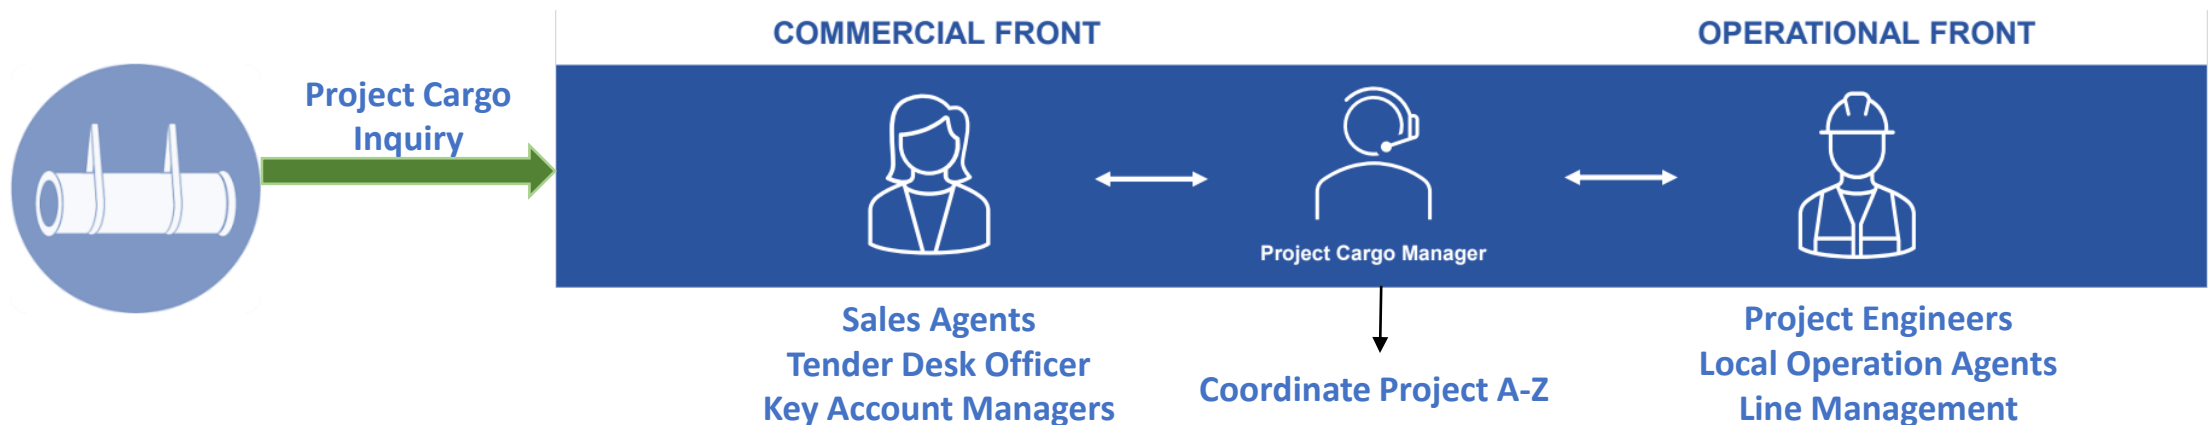 COMMERCIAL FRONT
OPERATIONAL FRONT
Project Cargo
Inquiry
Project Cargo Manager
Sales Agents
Tender Desk Officer
Key Account Managers
Coordinate Project A-Z
Project Engineers
Local Operation Agents
Line Management